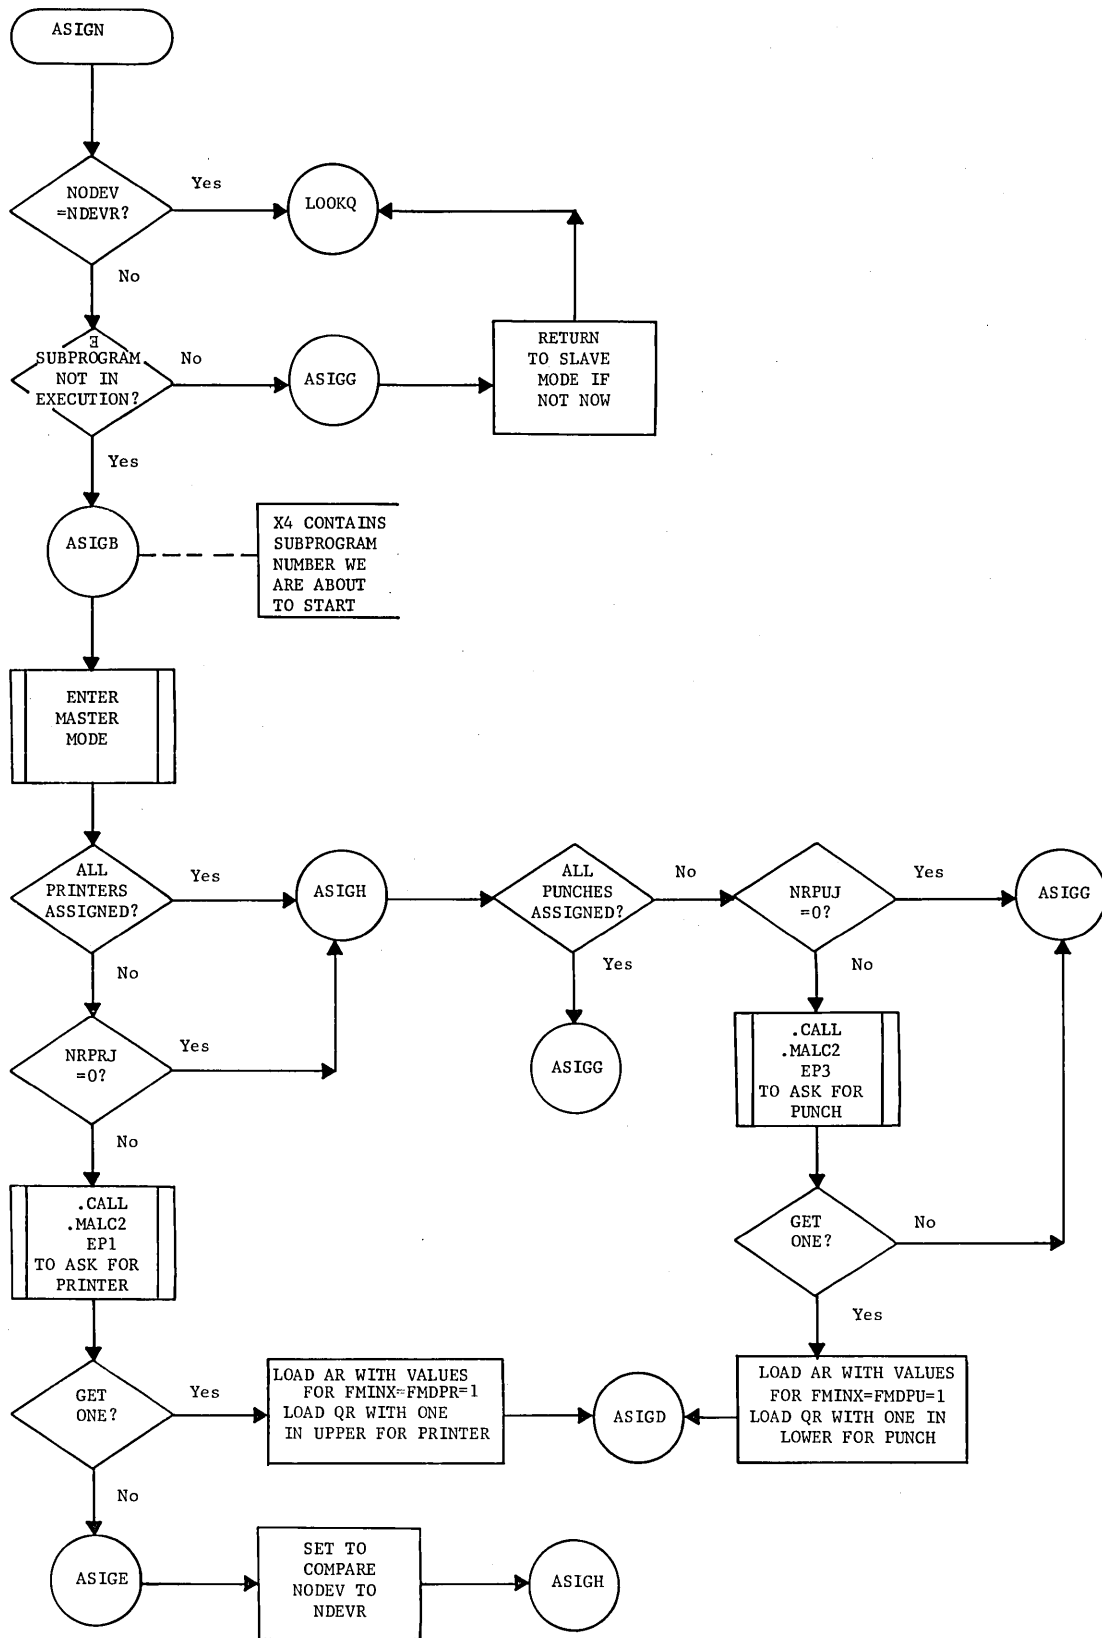 ASIGN
NODEV
=NDEVR?
Yes
LOOKQ
No
∃
SUBPROGRAM
NOT IN
EXECUTION?
No
ASIGG
RETURN
TO SLAVE
MODE IF
NOT NOW
Yes
ASIGB
X4 CONTAINS
SUBPROGRAM
NUMBER WE
ARE ABOUT
TO START
ENTER
MASTER
MODE
ALL
PRINTERS
ASSIGNED?
Yes
ASIGH
ALL
PUNCHES
ASSIGNED?
No
NRPUJ
=0?
Yes
ASIGG
No
Yes
No
NRPRJ
=0?
Yes
ASIGG
.CALL
.MALC2
EP3
TO ASK FOR
PUNCH
No
.CALL
.MALC2
EP1
TO ASK FOR
PRINTER
GET
ONE?
No
Yes
GET
ONE?
Yes
LOAD AR WITH VALUES
FOR FMINX=FMDPR=1
LOAD QR WITH ONE
IN UPPER FOR PRINTER
ASIGD
LOAD AR WITH VALUES
FOR FMINX=FMDPU=1
LOAD QR WITH ONE IN
LOWER FOR PUNCH
No
ASIGE
SET TO
COMPARE
NODEV TO
NDEVR
ASIGH